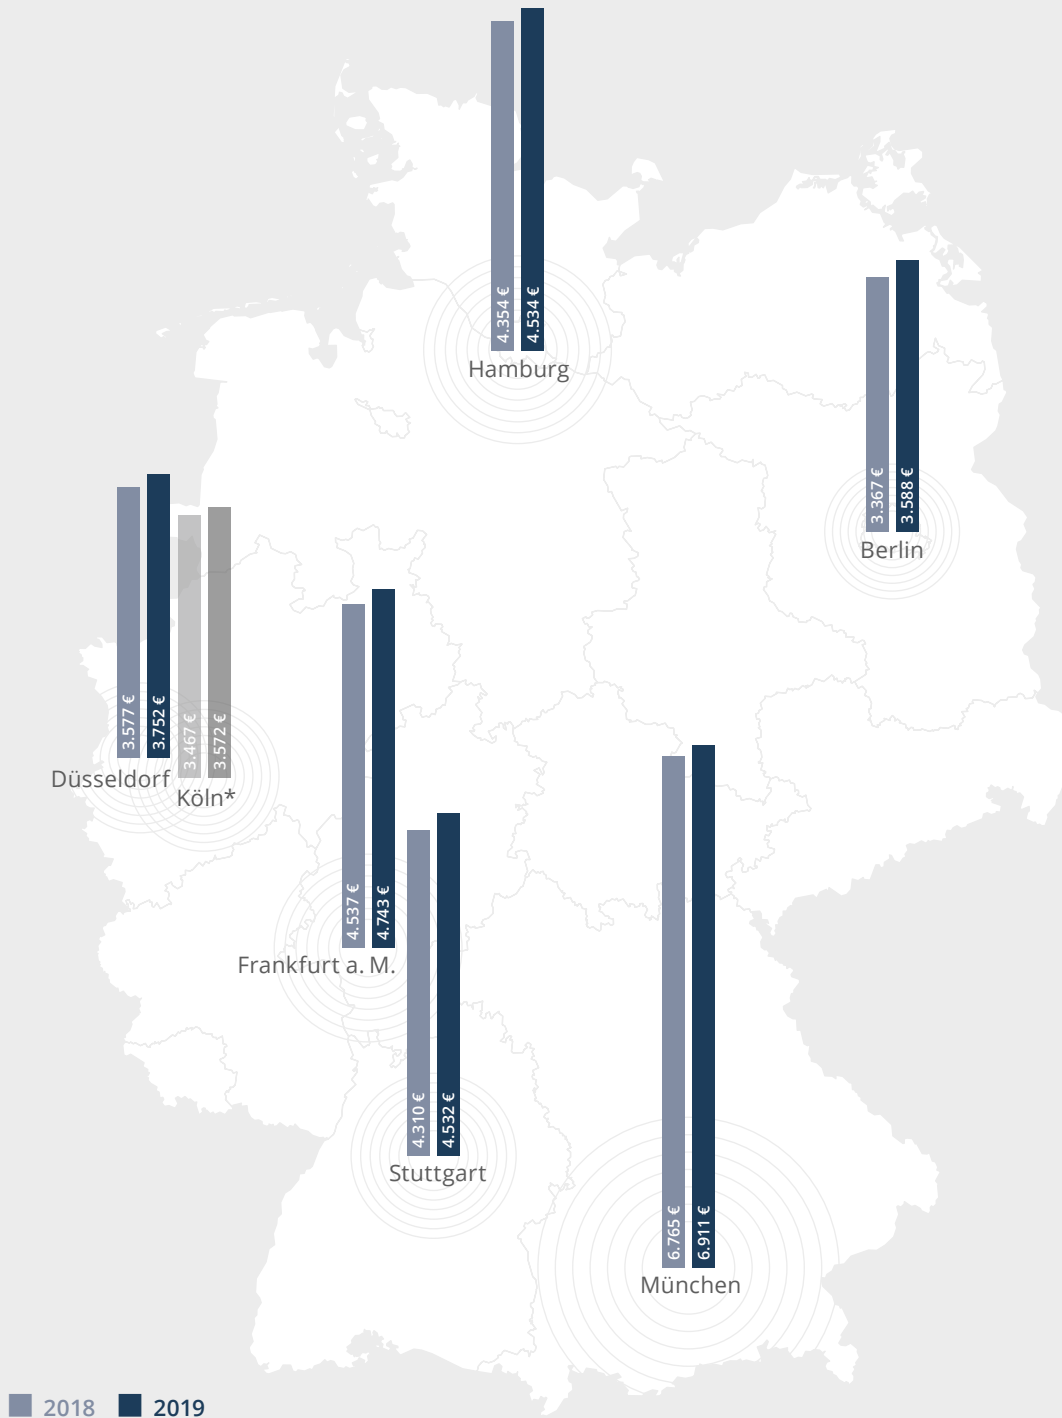 4.354 €
4.534 €
Hamburg
3.367 €
3.588 €
Berlin
3.577 €
3.752 €
Düsseldorf
3.467 €
3.572 €
Köln*
4.537 €
4.743 €
Frankfurt a. M.
4.310 €
4.532 €
Stuttgart
6.765 €
6.911 €
München
2018 2019